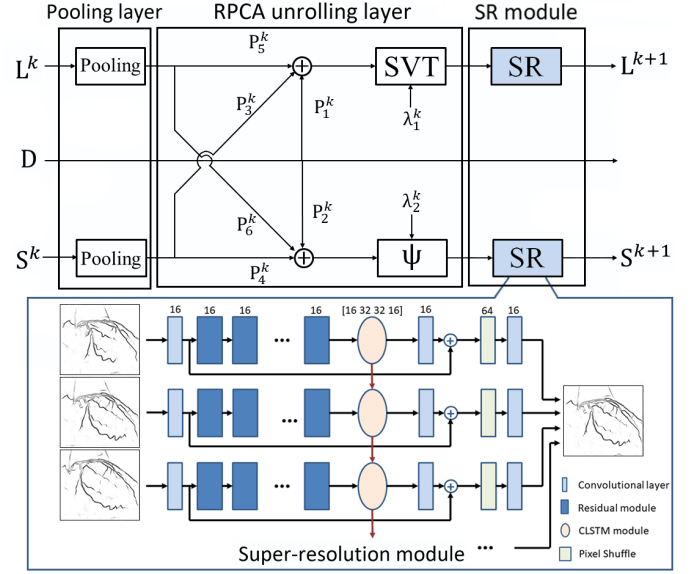 Pooling layer RPCA unrolling layer SR module
L^k Pooling P_5^k SVT SR L^{k+1}
P_3^k P_1^k λ_1^k
D
P_6^k P_2^k λ_2^k
S^k Pooling P_4^k ψ SR S^{k+1}
16 16 16 16 [16 32 32 16] 16 64 16
...
...
...
Convolutional layer
Residual module
CLSTM module
Pixel Shuffle
Super-resolution module ...